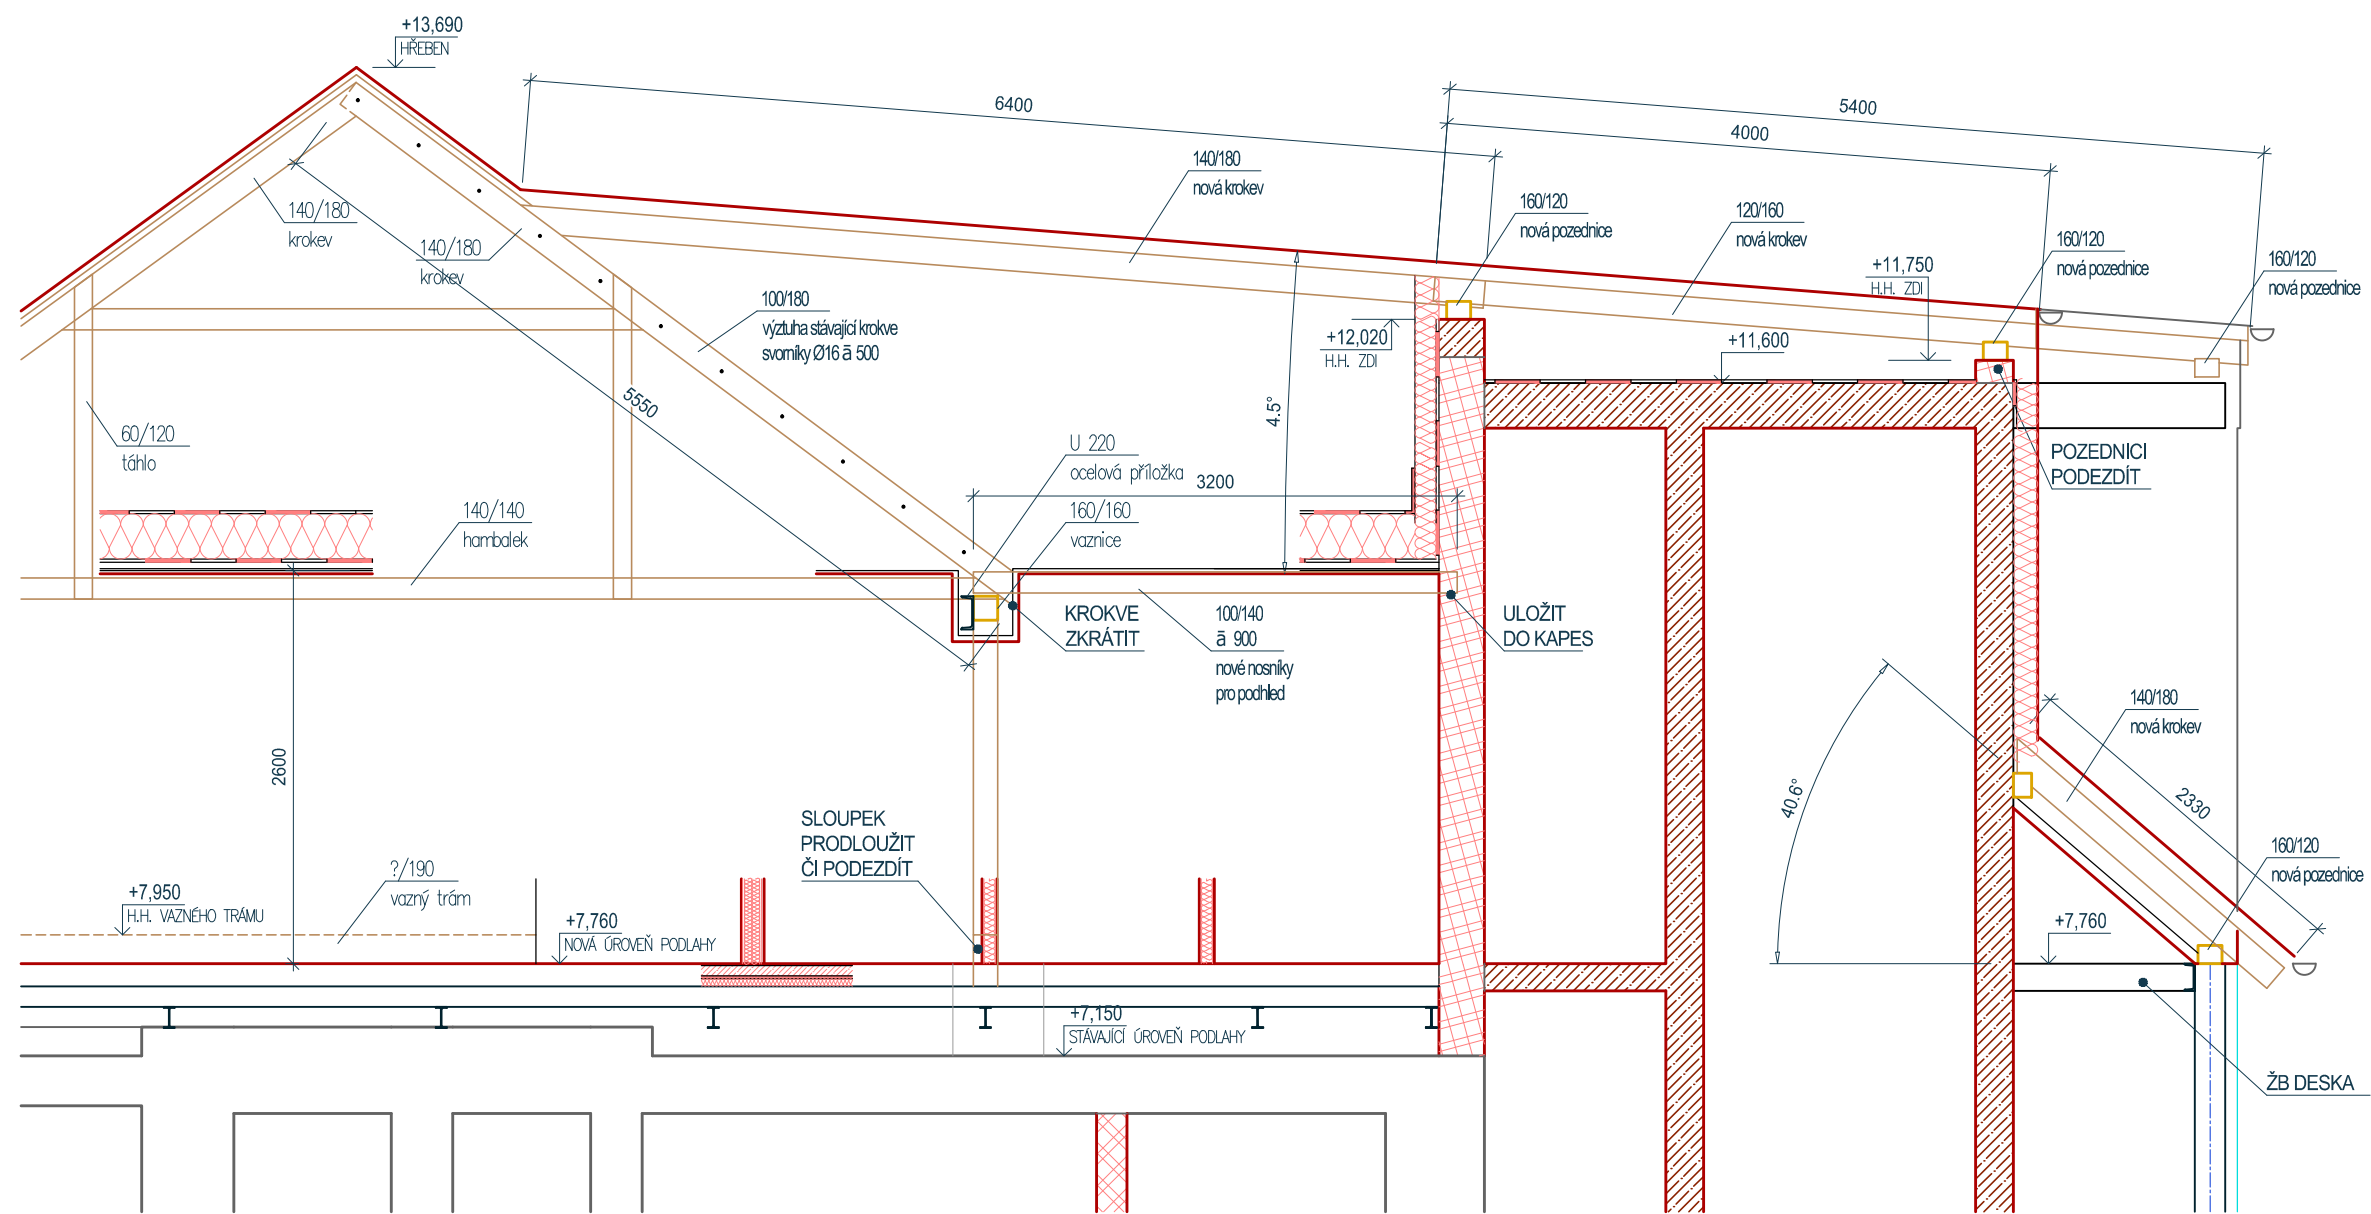 +13,690
HŘEBEN
6400
5400
4000
140/180
nová krokev
160/120
nová pozednice
120/160
nová krokev
160/120
nová pozednice
160/120
nová pozednice
+11,750
H.H. ZDI
140/180
krokev
140/180
krokev
100/180
výztuha stávající krokve
svorníky Ø16 ā 500
+12,020
H.H. ZDI
+11,600
5550
4.5°
60/120
táhlo
U 220
ocelová příložka
3200
POZEDNICI
PODEZDÍT
140/140
hambalek
160/160
vaznice
KROKVE
ZKRÁTIT
100/140
ā 900
nové nosníky
pro podhled
ULOŽIT
DO KAPES
2600
40.6°
140/180
nová krokev
2330
SLOUPEK
PRODLOUŽIT
ČI PODEZDÍT
160/120
nová pozednice
?/190
vazný trám
+7,950
H.H. VAZNÉHO TRÁMU
+7,760
NOVÁ ÚROVEŇ PODLAHY
+7,760
+7,150
STÁVAJÍCÍ ÚROVEŇ PODLAHY
ŽB DESKA